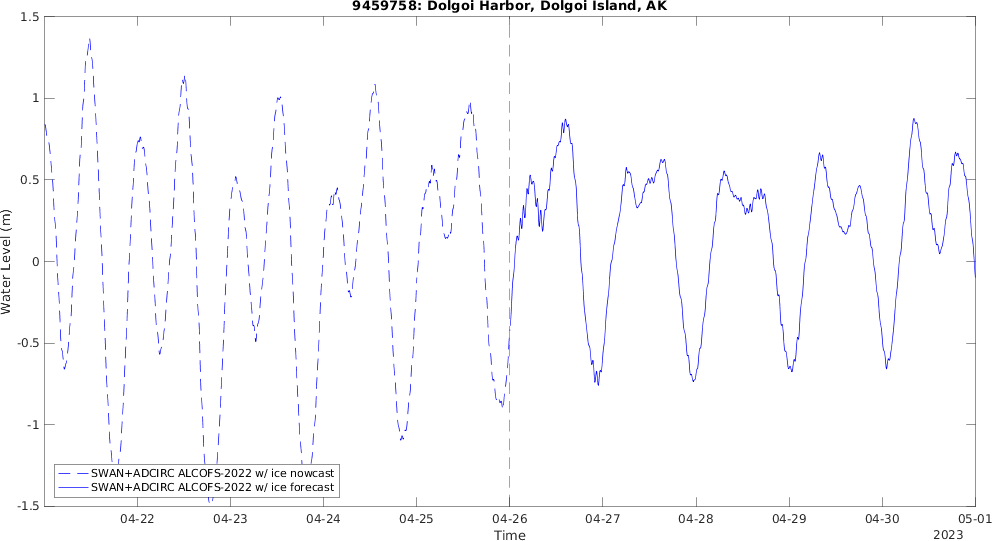 9459758: Dolgoi Harbor, Dolgoi Island, AK
1.5
1
0.5
0
-0.5
-1
-1.5
Water Level (m)
SWAN+ADCIRC ALCOFS-2022 w/ ice nowcast
SWAN+ADCIRC ALCOFS-2022 w/ ice forecast
04-22 04-23 04-24 04-25 04-26 04-27 04-28 04-29 04-30 05-01
Time
2023